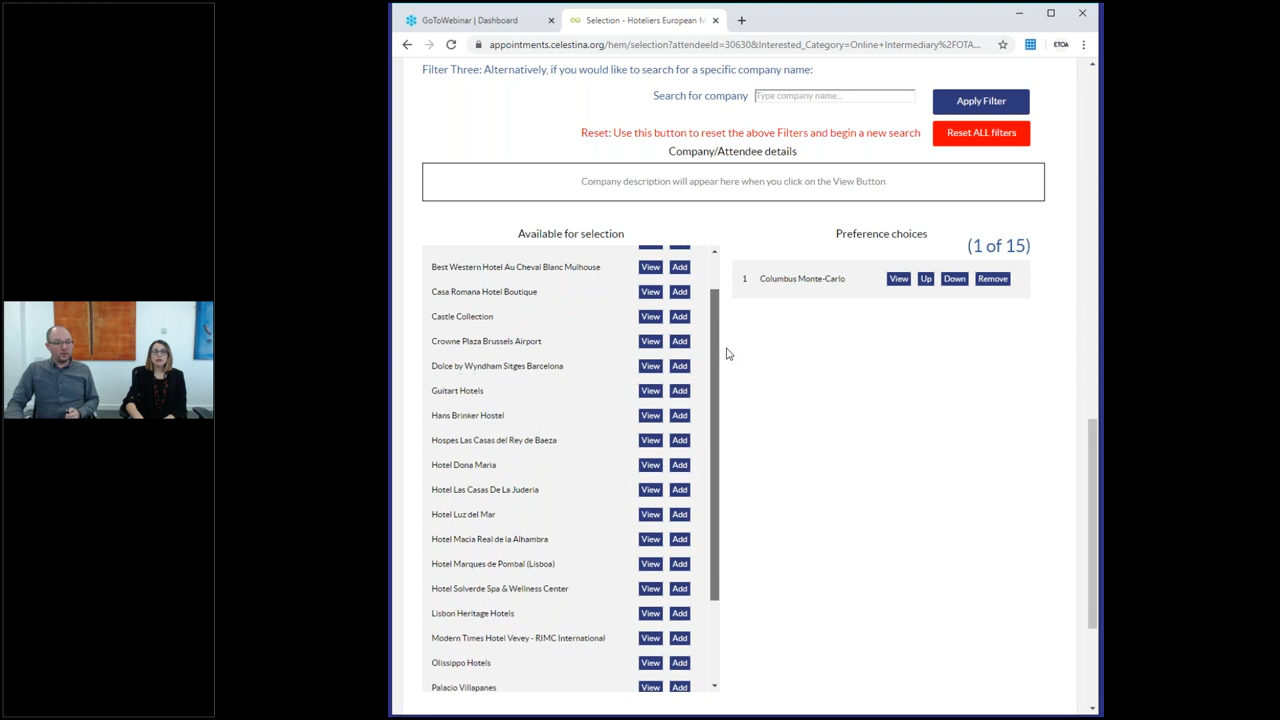 GoToWebinar | Dashboard
Selection - Hoteliers European M
appointments.celestina.org/hem/selection?attendeeId=30630&Interested_Category=Online+Intermediary%2FOTA...
ETOA
Filter Three: Alternatively, if you would like to search for a specific company name:
Search for company Type company name... Apply Filter
Reset: Use this button to reset the above Filters and begin a new search Reset ALL filters
Company/Attendee details
Company description will appear here when you click on the View Button
Available for selection
Best Western Hotel Au Cheval Blanc Mulhouse View Add
Casa Romana Hotel Boutique View Add
Castle Collection View Add
Crowne Plaza Brussels Airport View Add
Dolce by Wyndham Sitges Barcelona View Add
Guitart Hotels View Add
Hans Brinker Hostel View Add
Hospes Las Casas del Rey de Baeza View Add
Hotel Dona Maria View Add
Hotel Las Casas De La Juderia View Add
Hotel Luz del Mar View Add
Hotel Macia Real de la Alhambra View Add
Hotel Marques de Pombal (Lisboa) View Add
Hotel Solverde Spa & Wellness Center View Add
Lisbon Heritage Hotels View Add
Modern Times Hotel Vevey - RIMC International View Add
Olissippo Hotels View Add
Palacio Villapanes View Add
Preference choices
(1 of 15)
1 Columbus Monte-Carlo View Up Down Remove